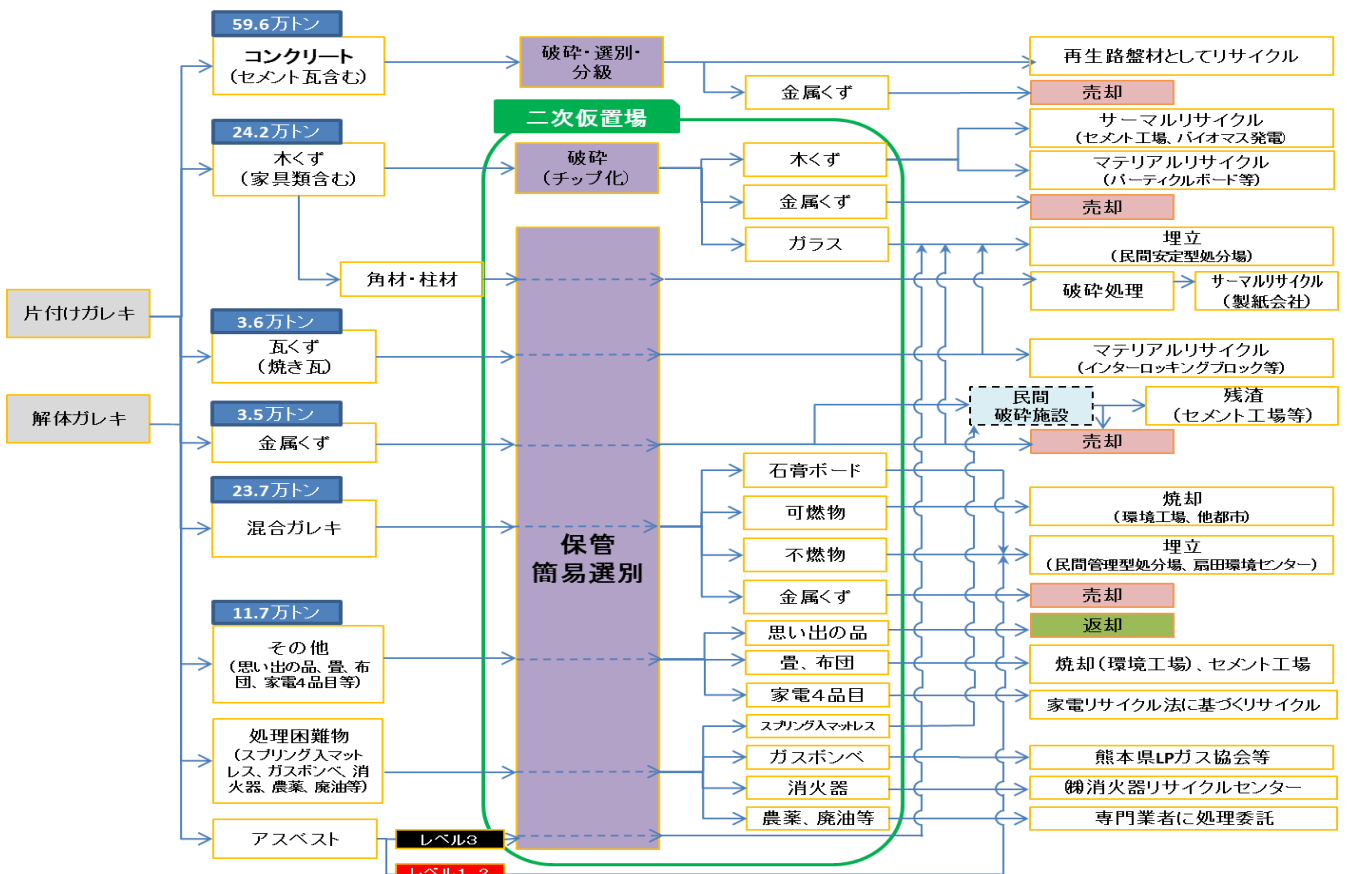 59.6万トン
コンクリート
(セメント瓦含む)
破砕・選別・
分級
再生路盤材としてリサイクル
金属くず
売却
二次仮置場
24.2万トン
木くず
(家具類含む)
破砕
(チップ化)
木くず
サーマルリサイクル
(セメント工場、バイオマス発電)
マテリアルリサイクル
(パーティクルボード等)
金属くず
売却
ガラス
埋立
(民間安定型処分場)
角材・柱材
破砕処理
サーマルリサイクル
(製紙会社)
片付けガレキ
解体ガレキ
3.6万トン
瓦くず
(焼き瓦)
マテリアルリサイクル
(インターロッキングブロック等)
3.5万トン
金属くず
民間
破砕施設
残渣
(セメント工場等)
売却
23.7万トン
混合ガレキ
保管
簡易選別
石膏ボード
可燃物
焼却
(環境工場、他都市)
不燃物
埋立
(民間管理型処分場、扇田環境センター)
金属くず
売却
11.7万トン
その他
(思い出の品、畳、布
団、家電4品目等)
思い出の品
返却
畳、布団
焼却(環境工場)、セメント工場
家電4品目
家電リサイクル法に基づくリサイクル
処理困難物
(スプリング入マット
レス、ガスボンベ、消
火器、農薬、廃油等)
スプリング入マットレス
ガスボンベ
熊本県LPガス協会等
消火器
㈱消火器リサイクルセンター
農薬、廃油等
専門業者に処理委託
アスベスト
レベル3
レベル1、2